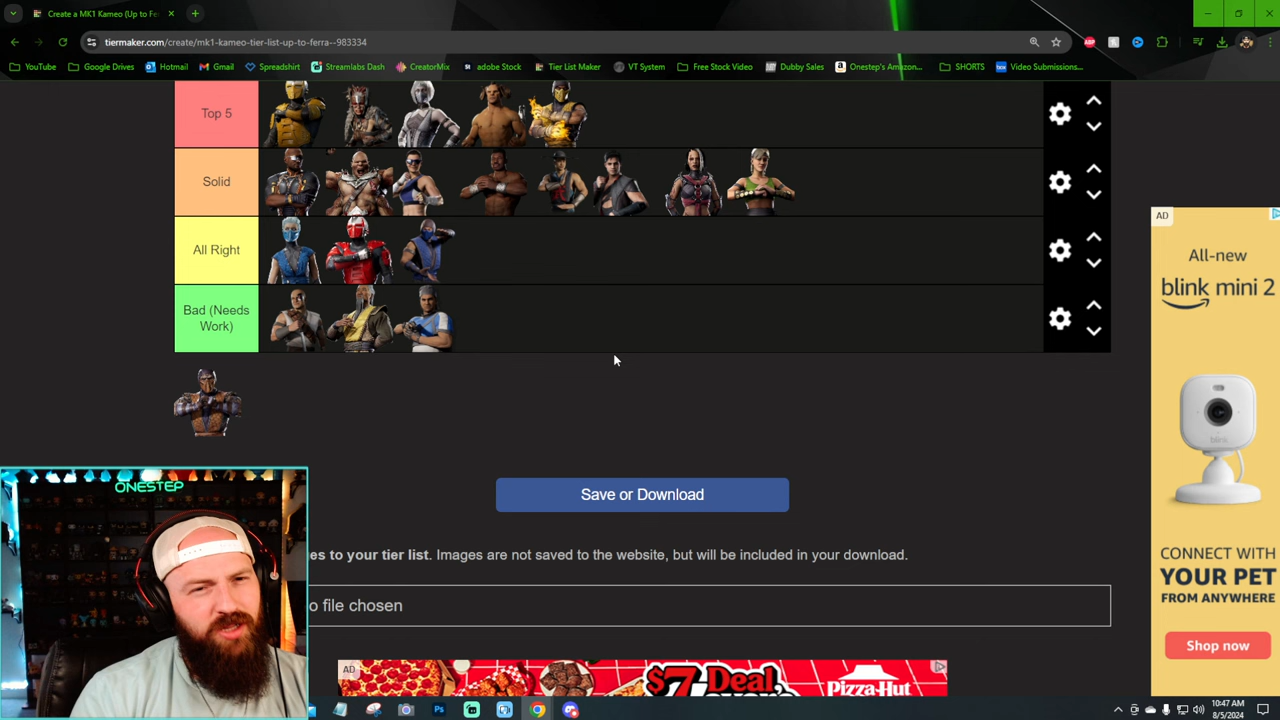 Create a MK1 Kameo (Up to Fer
tiermaker.com/create/mk1-kameo-tier-list-up-to-ferra--983334
YouTube Google Drives Hotmail Gmail Spreadshirt Streamlabs Dash CreatorMix adobe Stock Tier List Maker VT System Free Stock Video Dubby Sales Onestep's Amazon... SHORTS Video Submissions...
Top 5
Solid
All Right
Bad (Needs
Work)
Save or Download
es to your tier list. Images are not saved to the website, but will be included in your download.
o file chosen
ONESTEP
AD
All-new
blink mini 2
CONNECT WITH
YOUR PET
FROM ANYWHERE
Shop now
AD
$7 Deal
Pizza Hut
10:47 AM
8/5/2024